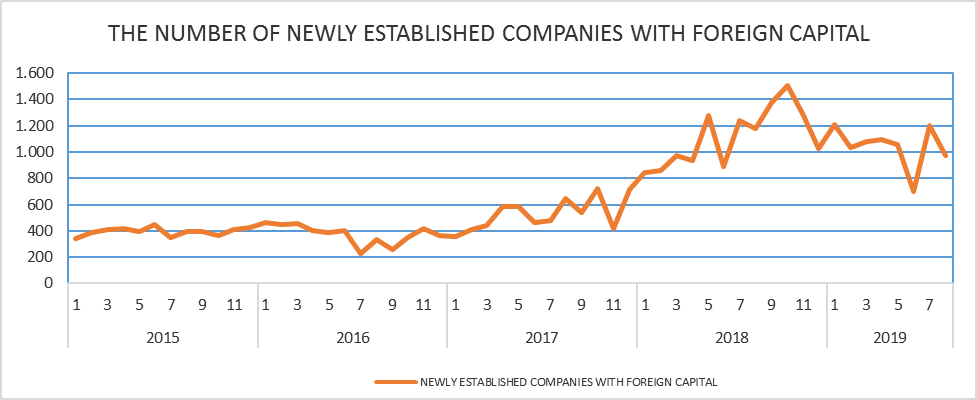 THE NUMBER OF NEWLY ESTABLISHED COMPANIES WITH FOREIGN CAPITAL
1.600
1.400
1.200
1.000
800
600
400
200
0
1 3 5 7 9 11 1 3 5 7 9 11 1 3 5 7 9 11 1 3 5 7 9 11 1 3 5 7
2015 2016 2017 2018 2019
NEWLY ESTABLISHED COMPANIES WITH FOREIGN CAPITAL